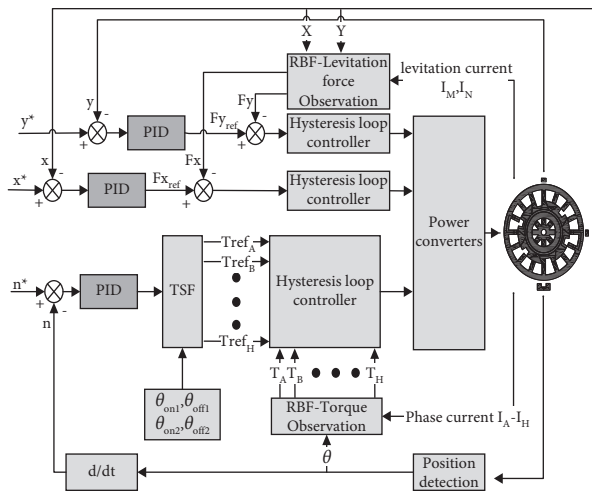 X Y
RBF-Levitation
force
Observation
levitation current
I_M,I_N
y
-
Fy
y*
+
PID
Fy_ref
+
-
Hysteresis loop
controller
x
-
Fx
-
x*
+
PID
Fx_ref
+
Hysteresis loop
controller
Power
converters
n*
+
-
n
PID
TSF
Tref_A
Tref_B
Tref_H
Hysteresis loop
controller
T_A T_B T_H
θ_on1,θ_off1
θ_on2,θ_off2
RBF-Torque
Observation
Phase current I_A-I_H
θ
d/dt
Position
detection